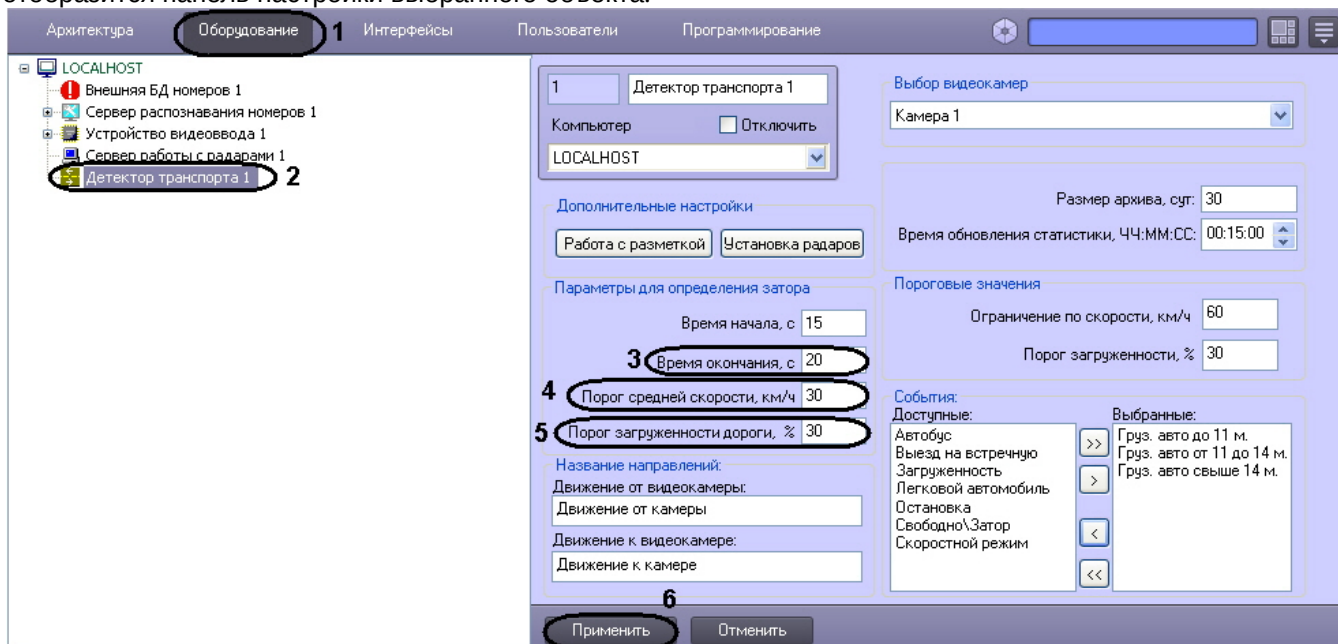 отобразится панель настройки выбранного объекта.
Архитектура Оборудование 1 Интерфейсы Пользователи Программирование
LOCALHOST
Внешняя БД номеров 1
Сервер распознавания номеров 1
Устройство видеоввода 1
Сервер работы с радарами 1
Детектор транспорта 1 2
1 Детектор транспорта 1
Компьютер Отключить
LOCALHOST
Дополнительные настройки
Работа с разметкой Установка радаров
Параметры для определения затора
Время начала, с 15
3 Время окончания, с 20
4 Порог средней скорости, км/ч 30
5 Порог загруженности дороги, % 30
Название направлений:
Движение от видеокамеры:
Движение от камеры
Движение к видеокамере:
Движение к камере
Выбор видеокамер
Камера 1
Размер архива, сут: 30
Время обновления статистики, ЧЧ:ММ:СС: 00:15:00
Пороговые значения
Ограничение по скорости, км/ч 60
Порог загруженности, % 30
События:
Доступные: Выбранные:
Автобус
Выезд на встречную
Загруженность
Легковой автомобиль
Остановка
Свободно\Затор
Скоростной режим
>>
>
<
<<
Груз. авто до 11 м.
Груз. авто от 11 до 14 м.
Груз. авто свыше 14 м.
6
Применить Отменить